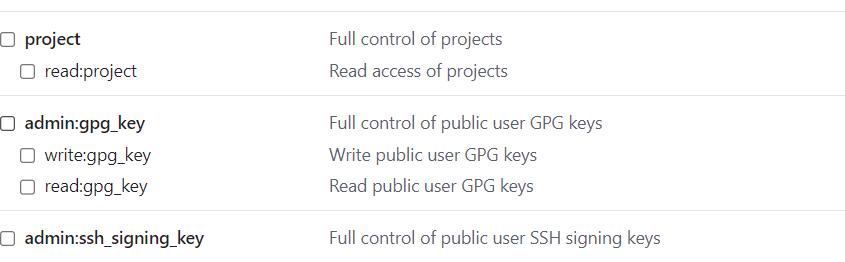 project Full control of projects
read:project Read access of projects
admin:gpg_key Full control of public user GPG keys
write:gpg_key Write public user GPG keys
read:gpg_key Read public user GPG keys
admin:ssh_signing_key Full control of public user SSH signing keys